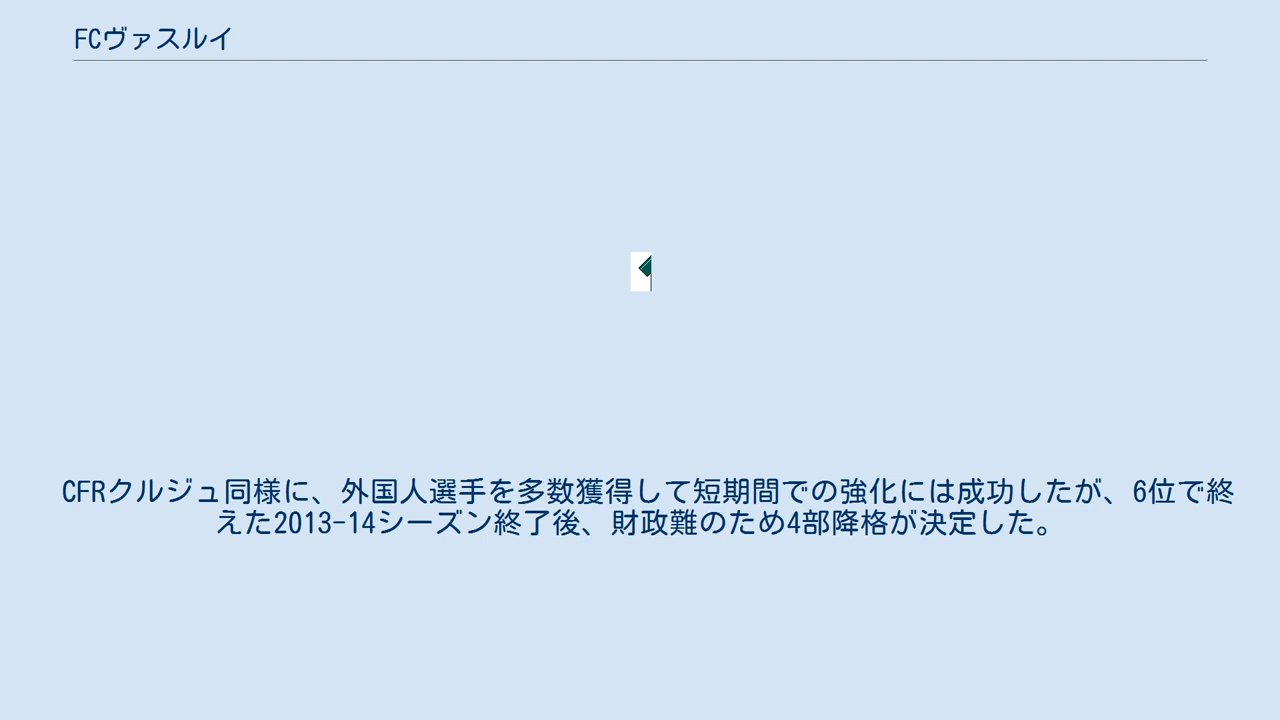 FCヴァスルイ
CFRクルジュ同様に、外国人選手を多数獲得して短期間での強化には成功したが、6位で終
えた2013-14シーズン終了後、財政難のため4部降格が決定した。